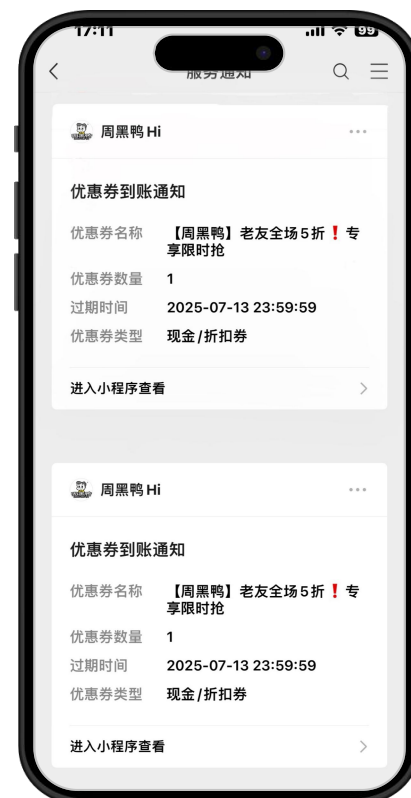 17:11
99
服务通知
周黑鸭Hi
优惠券到账通知
优惠券名称 【周黑鸭】老友全场5折❗专
享限时抢
优惠券数量 1
过期时间 2025-07-13 23:59:59
优惠券类型 现金/折扣券
进入小程序查看
周黑鸭Hi
优惠券到账通知
优惠券名称 【周黑鸭】老友全场5折❗专
享限时抢
优惠券数量 1
过期时间 2025-07-13 23:59:59
优惠券类型 现金/折扣券
进入小程序查看